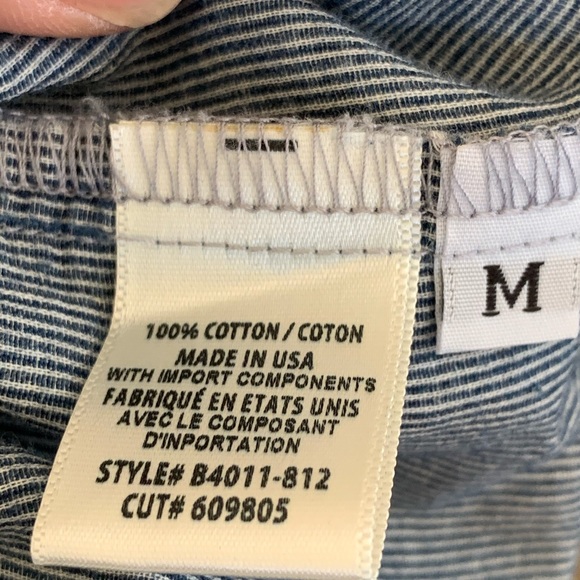 100% COTTON / COTON
MADE IN USA
WITH IMPORT COMPONENTS
FABRIQUÉ EN ETATS UNIS
AVEC LE COMPOSANT
D'INPORTATION
STYLE# B4011-812
CUT# 609805
M